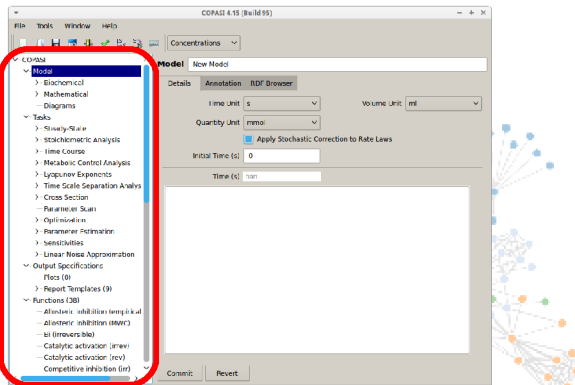 COPASI 4.15 (Build 95)
File Tools Window Help
Concentrations
COPASI
Model
Biochemical
Mathematical
Diagrams
Tasks
Steady-State
Stoichiometric Analysis
Time Course
Metabolic Control Analysis
Lyapunov Exponents
Time Scale Separation Analys
Cross Section
Parameter Scan
Optimization
Parameter Estimation
Sensitivities
Linear Noise Approximation
Output Specifications
Plots (0)
Report Templates (9)
Functions (38)
Allosteric inhibition (empirical
Allosteric inhibition (MWC)
Bi (irreversible)
Catalytic activation (irrev)
Catalytic activation (rev)
Competitive inhibition (irr)
Model New Model
Details Annotation RDF Browser
Time Unit s Volume Unit ml
Quantity Unit mmol
Apply Stochastic Correction to Rate Laws
Initial Time (s) 0
Time (s) nan
Commit Revert